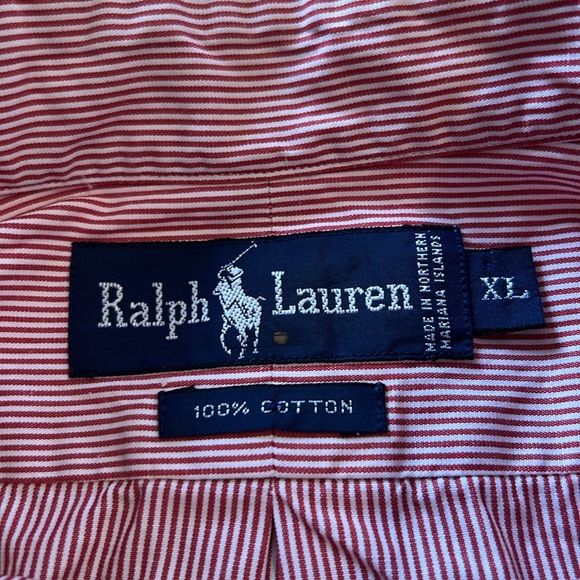 Ralph Lauren
MADE IN NORTHERN
MARIANA ISLANDS
XL
100% COTTON